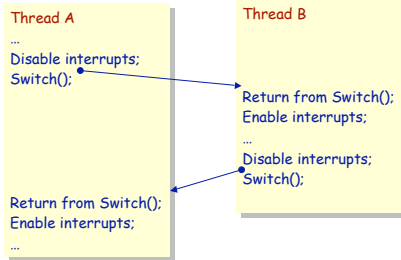 Thread A
...
Disable interrupts;
Switch();
Return from Switch();
Enable interrupts;
...
Thread B
Return from Switch();
Enable interrupts;
...
Disable interrupts;
Switch();